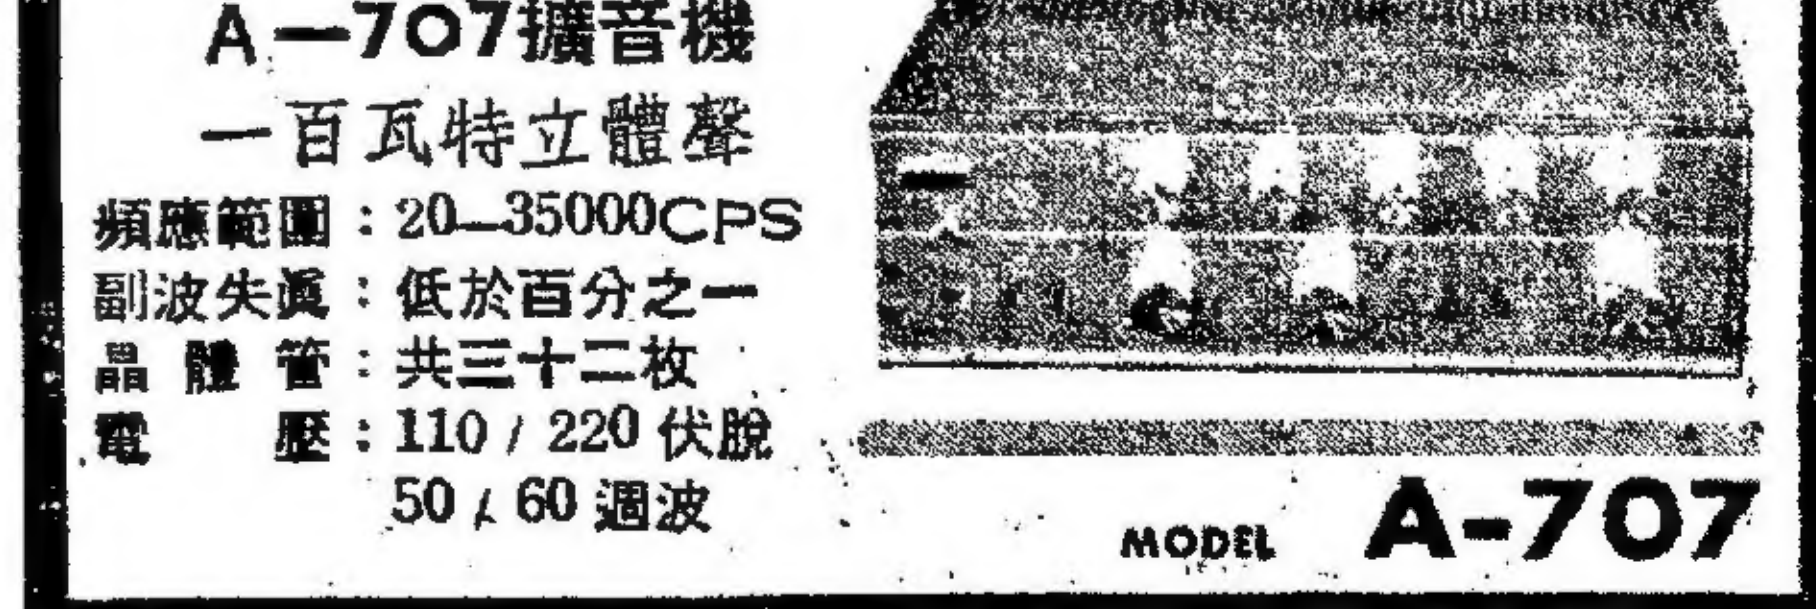 A—707擴音機
一百瓦特立體聲
頻應範圍：20—35000CPS
副波失眞：低於百分之一
晶體管：共三十二枚
電壓：110 / 220 伏脫
50 / 60 週波
MODEL A-707